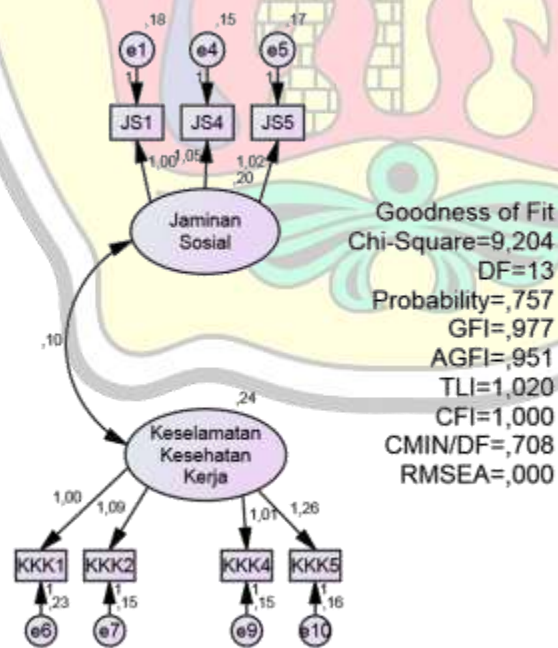 ,18 ,15 ,17
e1 e4 e5
1 1 1
JS1 JS4 JS5
1,00 1,05 1,02
,20
Jaminan
Sosial
Goodness of Fit
Chi-Square=9,204
DF=13
Probability=,757
GFI=,977
AGFI=,951
TLI=1,020
CFI=1,000
CMIN/DF=,708
RMSEA=,000
,10
,24
Keselamatan
Kesehatan
Kerja
1,00 1,09 1,01 1,26
KKK1 KKK2 KKK4 KKK5
1 1 1 1
,23 ,15 ,15 ,16
e6 e7 e9 e10